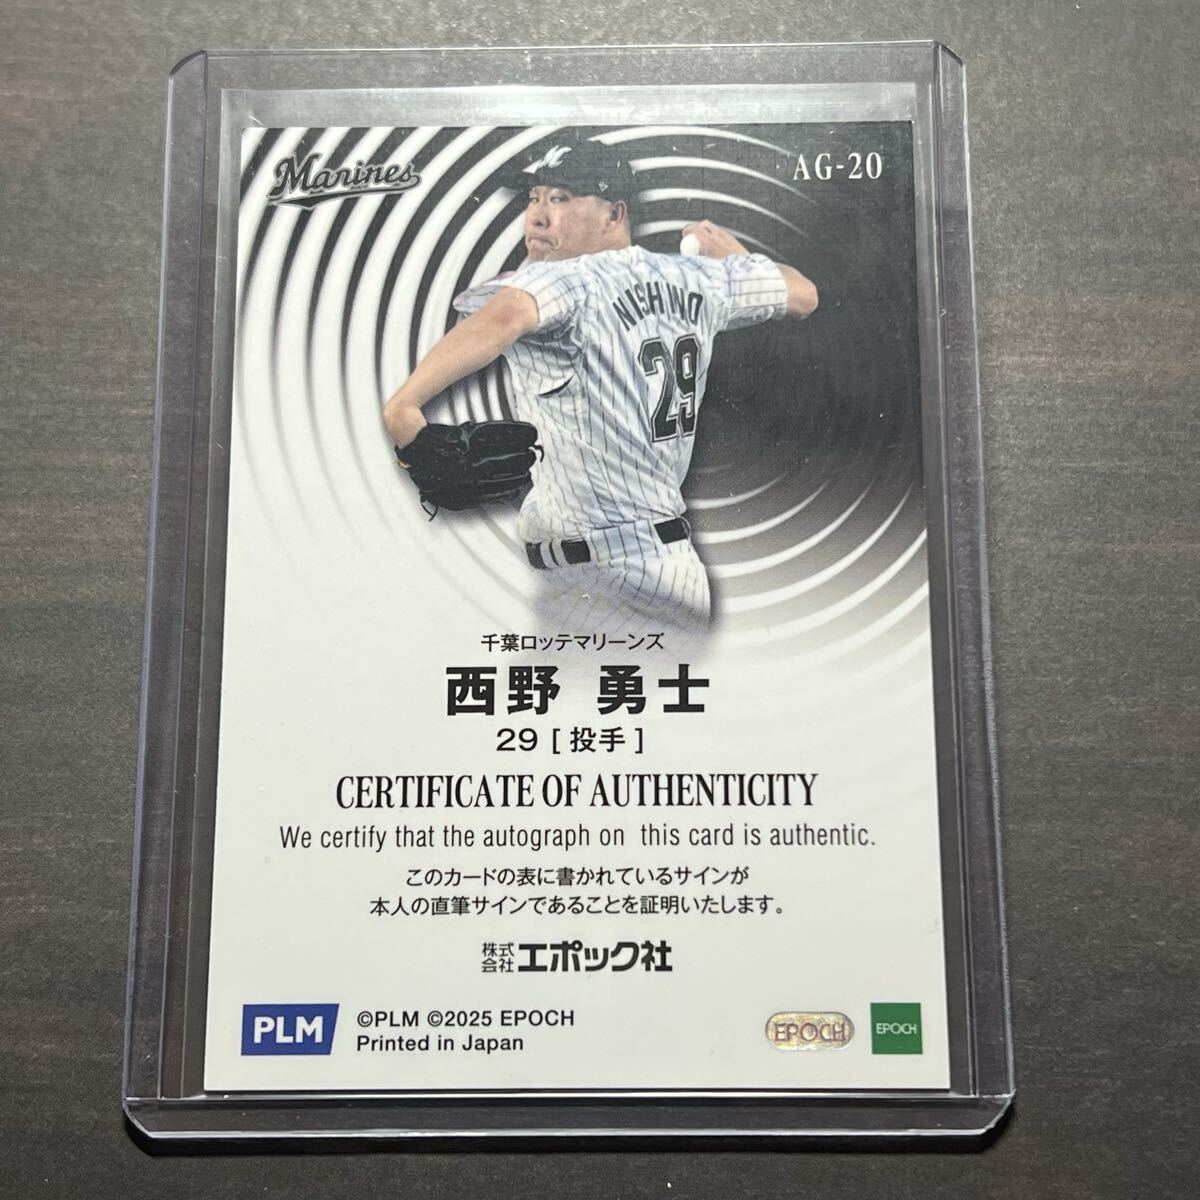 Marines
AG-20
M
NISHINO
29
千葉ロッテマリーンズ
西野 勇士
29 [ 投手 ]
CERTIFICATE OF AUTHENTICITY
We certify that the autograph on this card is authentic.
このカードの表に書かれているサインが
本人の直筆サインであることを証明いたします。
株式会社エポック社
PLM
©PLM ©2025 EPOCH
Printed in Japan
EPOCH
EPOCH